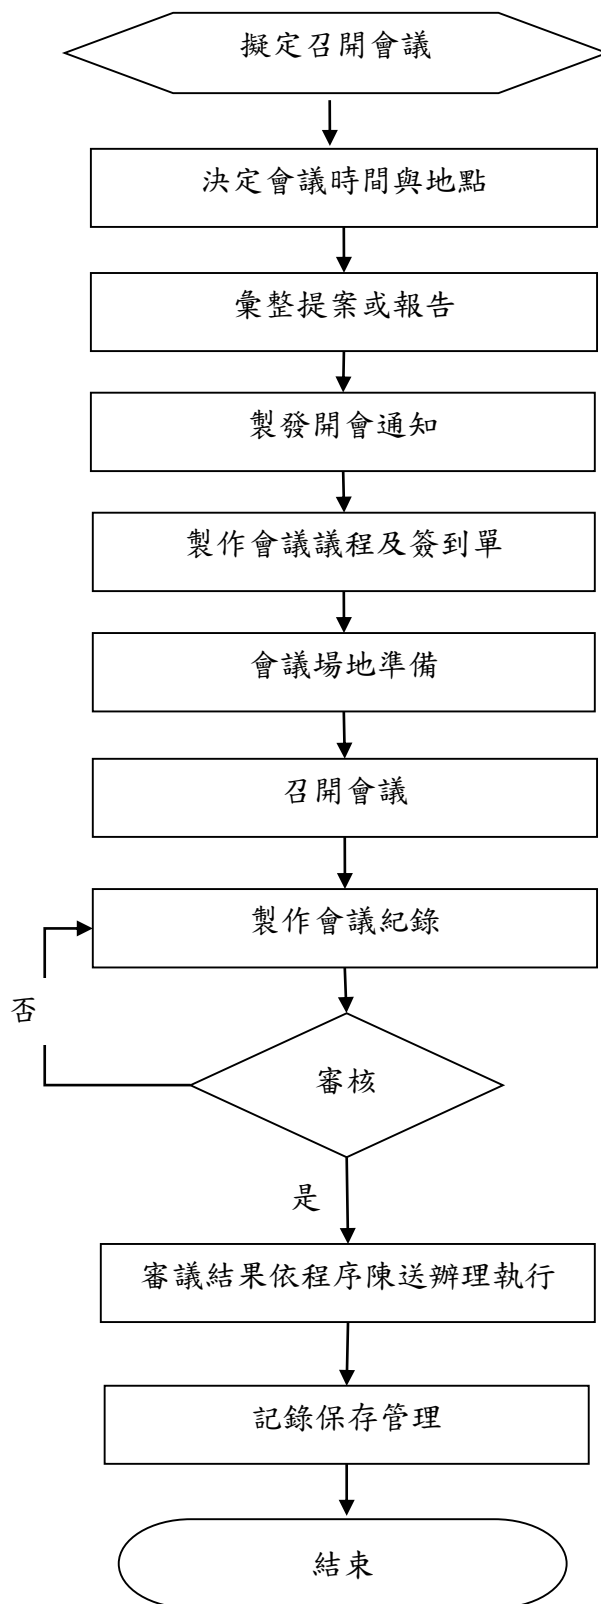 擬定召開會議
決定會議時間與地點
彙整提案或報告
製發開會通知
製作會議議程及簽到單
會議場地準備
召開會議
製作會議紀錄
否
審核
是
審議結果依程序陳送辦理執行
記錄保存管理
結束